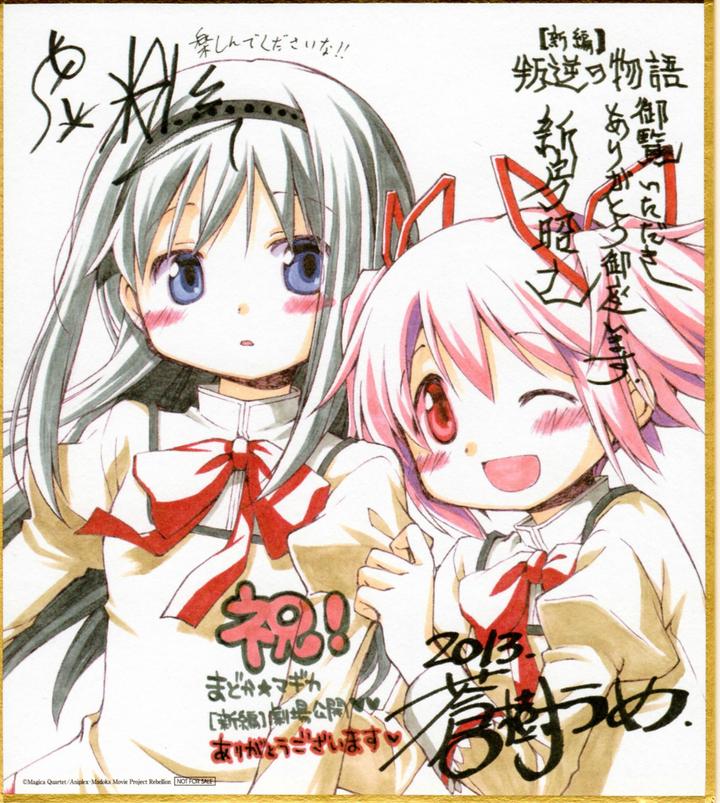 楽しんでくださいな!!
【新編】
叛逆の物語
御覧いただき
ありがとう御座います。
新房昭之
祝!
まどか★マギカ
[新編]劇場公開♥♥
ありがとうございます♥
2013.
蒼樹うめ.
©Magica Quartet/Aniplex・Madoka Movie Project Rebellion NOT FOR SALE